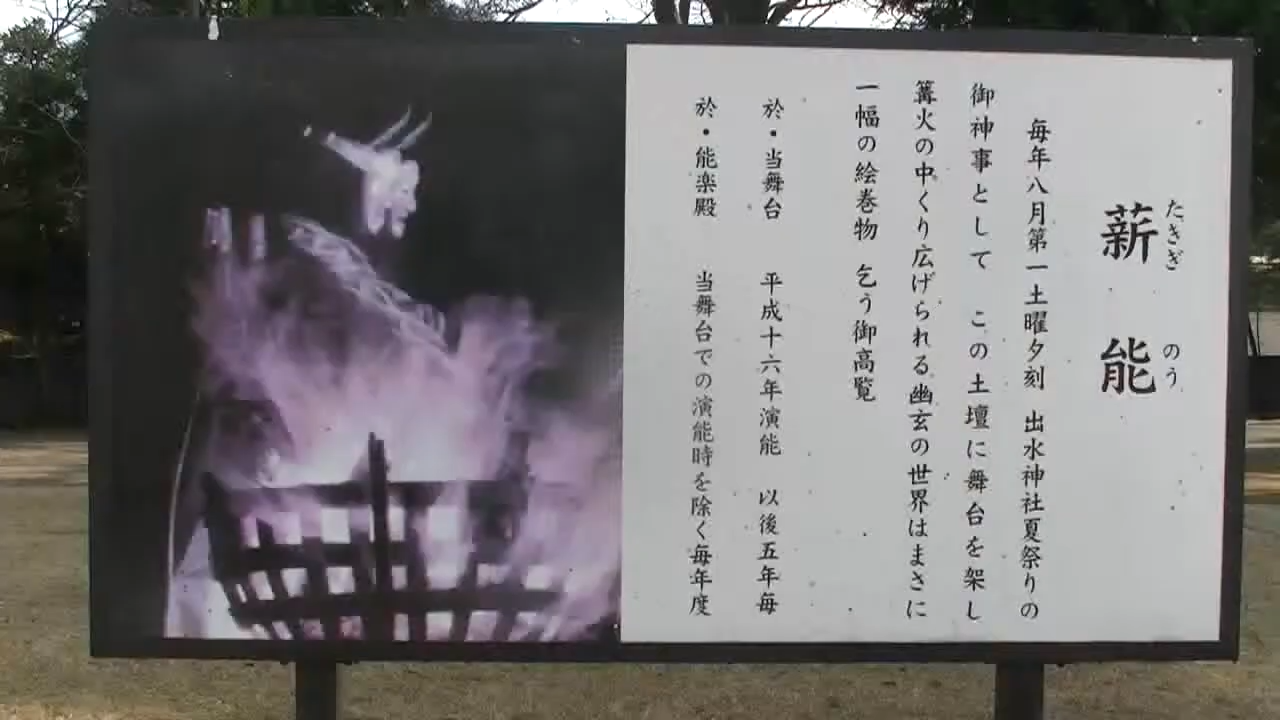 薪能
たきぎ のう
毎年八月第一土曜夕刻 出水神社夏祭りの
御神事として この土壇に舞台を架し
篝火の中くり広げられる幽玄の世界はまさに
一幅の絵巻物 乞う御高覧
於・当舞台 平成十六年演能 以後五年毎
於・能楽殿 当舞台での演能時を除く毎年度